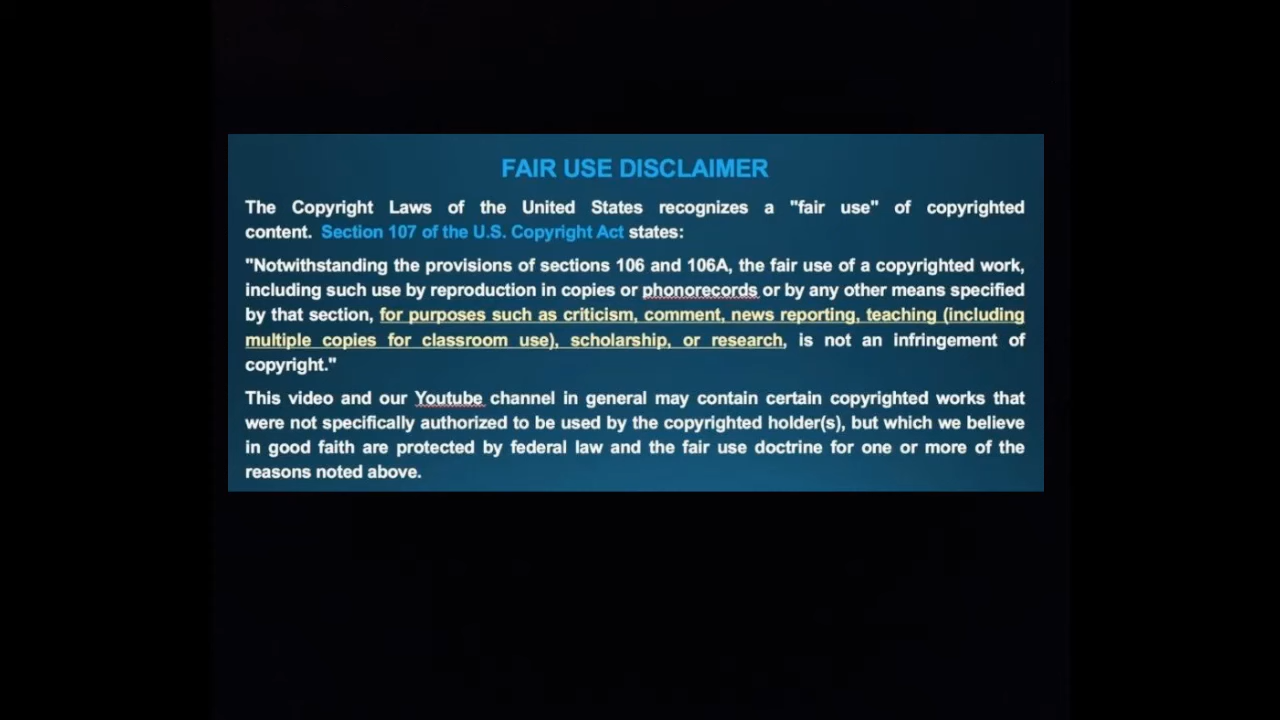 FAIR USE DISCLAIMER
The Copyright Laws of the United States recognizes a "fair use" of copyrighted
content. Section 107 of the U.S. Copyright Act states:
"Notwithstanding the provisions of sections 106 and 106A, the fair use of a copyrighted work,
including such use by reproduction in copies or phonorecords or by any other means specified
by that section, for purposes such as criticism, comment, news reporting, teaching (including
multiple copies for classroom use), scholarship, or research, is not an infringement of
copyright."
This video and our Youtube channel in general may contain certain copyrighted works that
were not specifically authorized to be used by the copyrighted holder(s), but which we believe
in good faith are protected by federal law and the fair use doctrine for one or more of the
reasons noted above.